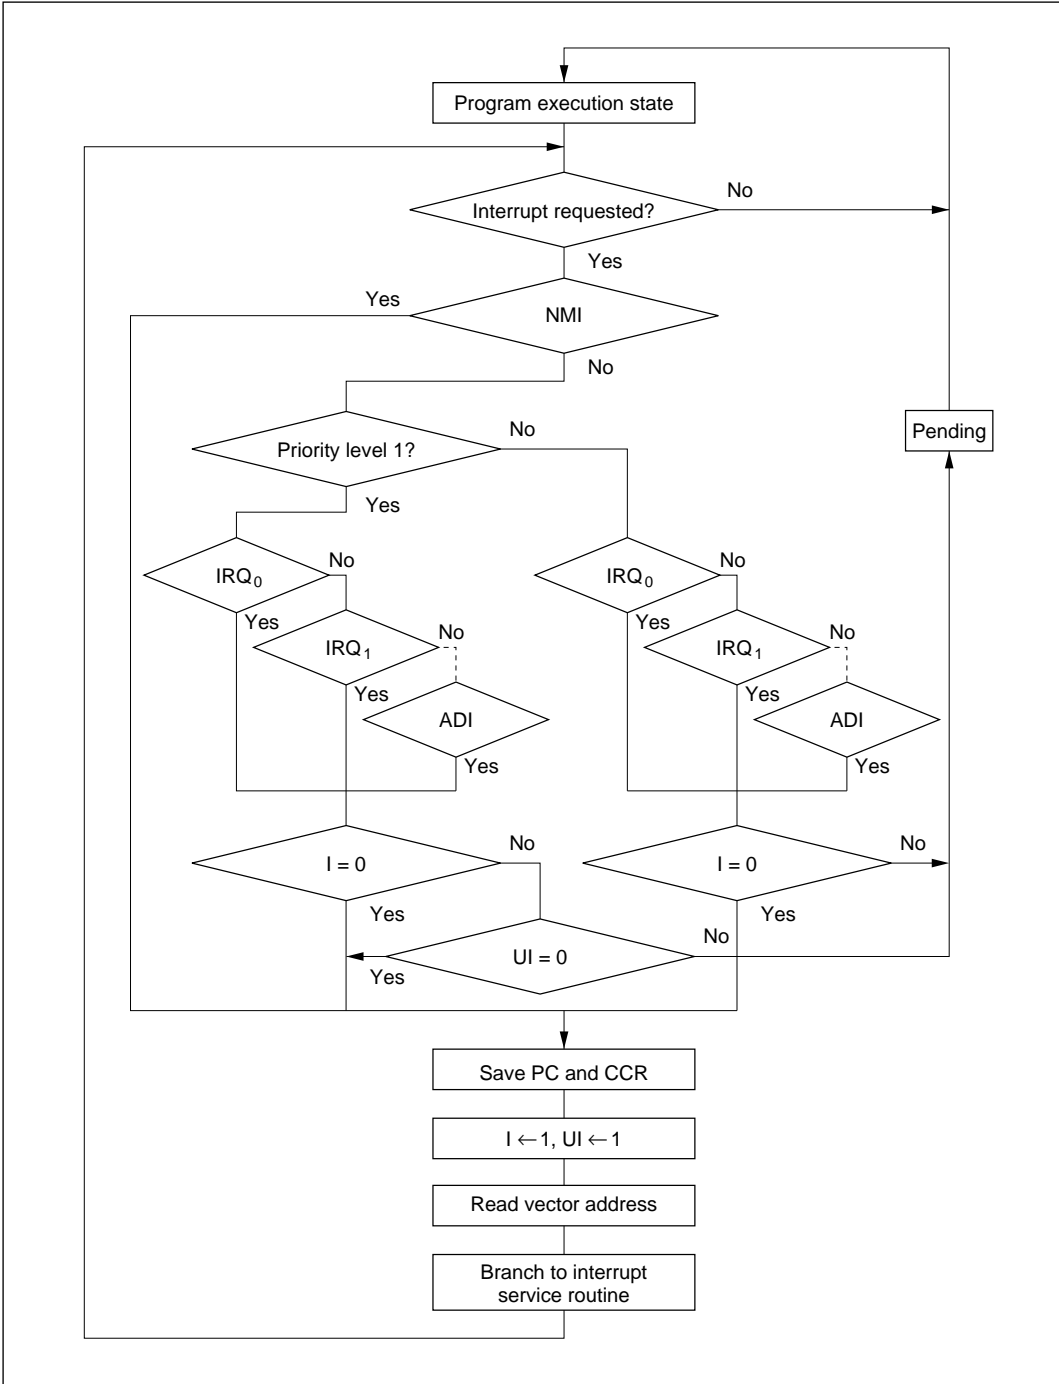 Program execution state
Interrupt requested?
No
Yes
Yes
NMI
No
Pending
Priority level 1?
No
Yes
IRQ0
No
IRQ0
No
Yes
Yes
IRQ1
No
IRQ1
No
Yes
Yes
ADI
ADI
Yes
Yes
I = 0
No
I = 0
No
Yes
Yes
UI = 0
No
Yes
Save PC and CCR
I ← 1, UI ← 1
Read vector address
Branch to interrupt
service routine